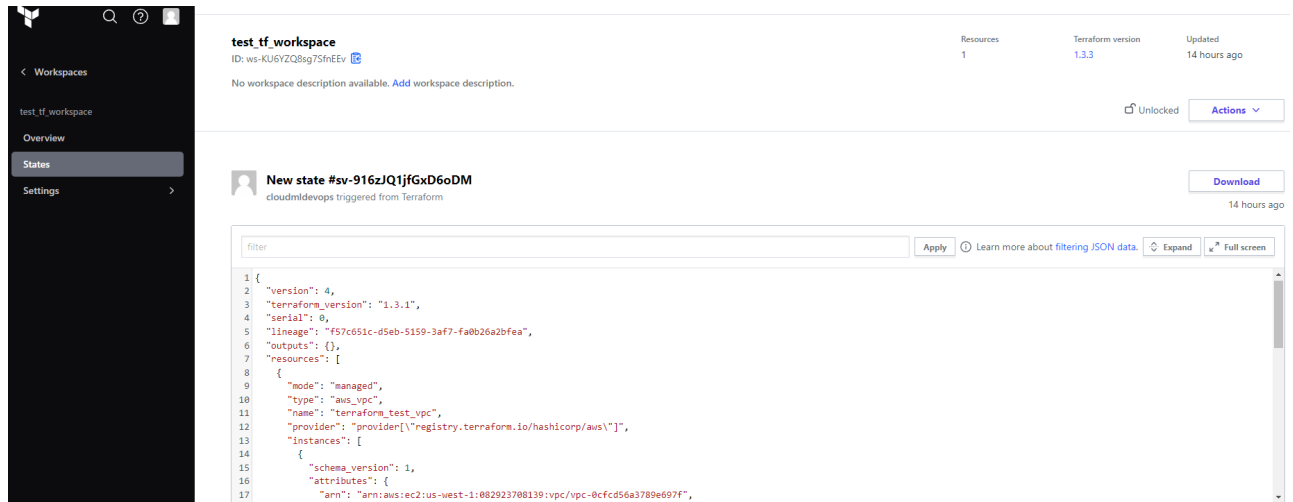 Workspaces
test_tf_workspace
Overview
States
Settings
test_tf_workspace
ID: ws-KU6YZQ8sg7SfnEEv
No workspace description available. Add workspace description.
Resources
1
Terraform version
1.3.3
Updated
14 hours ago
Unlocked
Actions
New state #sv-916zJQ1jfGxD6oDM
cloudmldevops triggered from Terraform
Download
14 hours ago
filter
Apply
Learn more about filtering JSON data.
Expand
Full screen
1 {
2 "version": 4,
3 "terraform_version": "1.3.1",
4 "serial": 0,
5 "lineage": "f57c651c-d5eb-5159-3af7-fa0b26a2bfea",
6 "outputs": {},
7 "resources": [
8 {
9 "mode": "managed",
10 "type": "aws_vpc",
11 "name": "terraform_test_vpc",
12 "provider": "provider[\"registry.terraform.io/hashicorp/aws\"]",
13 "instances": [
14 {
15 "schema_version": 1,
16 "attributes": {
17 "arn": "arn:aws:ec2:us-west-1:082923708139:vpc/vpc-0cfcd56a3789e697f",